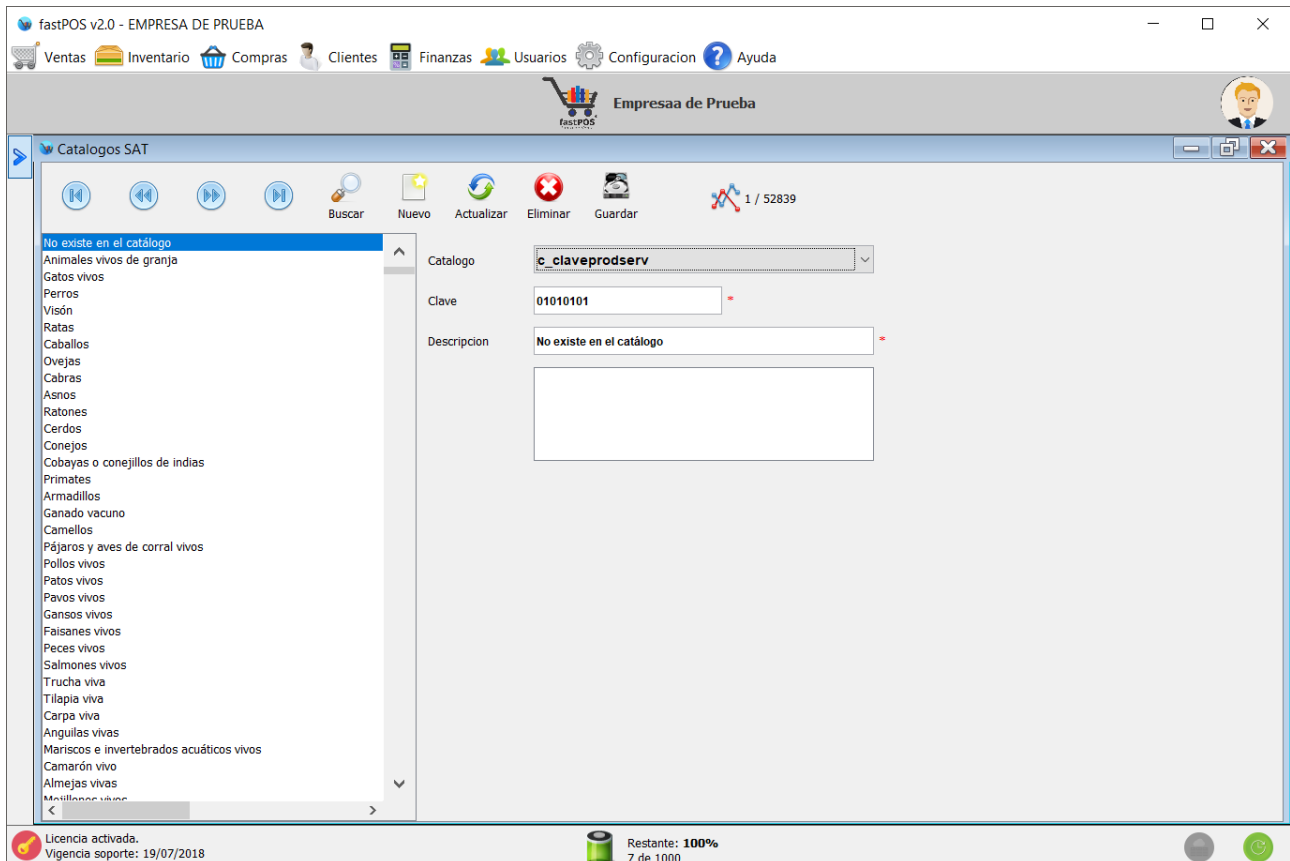 fastPOS v2.0 - EMPRESA DE PRUEBA
Ventas Inventario Compras Clientes Finanzas Usuarios Configuracion Ayuda
fastPOS
Empresaa de Prueba
Catalogos SAT
Buscar Nuevo Actualizar Eliminar Guardar 1 / 52839
No existe en el catálogo
Animales vivos de granja
Gatos vivos
Perros
Visón
Ratas
Caballos
Ovejas
Cabras
Asnos
Ratones
Cerdos
Conejos
Cobayas o conejillos de indias
Primates
Armadillos
Ganado vacuno
Camellos
Pájaros y aves de corral vivos
Pollos vivos
Patos vivos
Pavos vivos
Gansos vivos
Faisanes vivos
Peces vivos
Salmones vivos
Trucha viva
Tilapia viva
Carpa viva
Anguilas vivas
Mariscos e invertebrados acuáticos vivos
Camarón vivo
Almejas vivas
Mejillones vivos
Catalogo c_claveprodserv
Clave 01010101 *
Descripcion No existe en el catálogo *
Licencia activada.
Vigencia soporte: 19/07/2018
Restante: 100%
7 de 1000